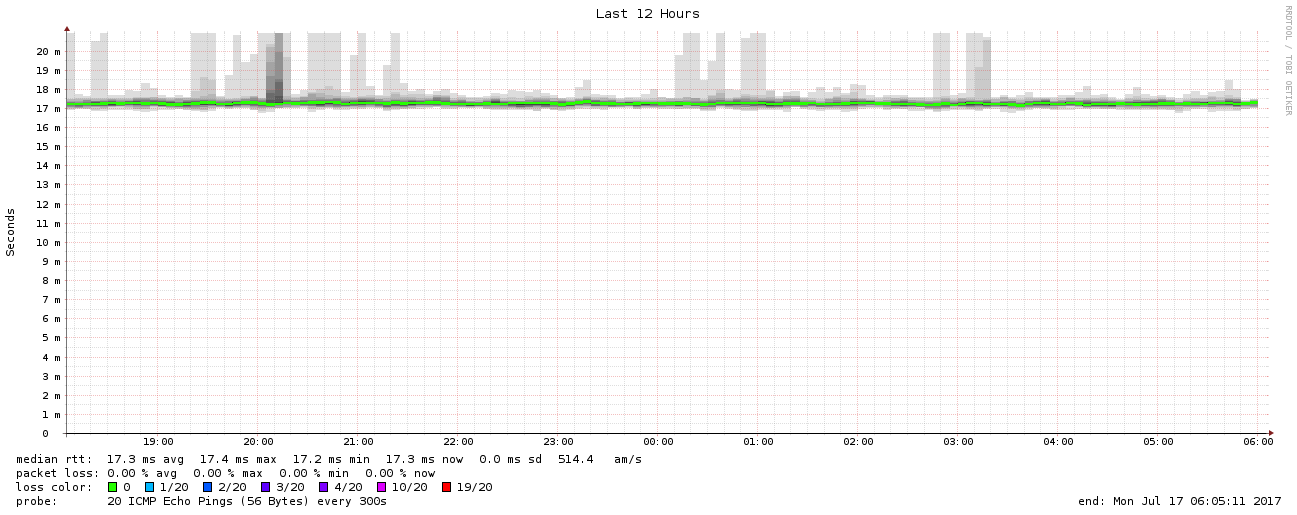 Last 12 Hours
RRDTOOL / TOBI OETIKER
Seconds
20 m
19 m
18 m
17 m
16 m
15 m
14 m
13 m
12 m
11 m
10 m
9 m
8 m
7 m
6 m
5 m
4 m
3 m
2 m
1 m
0
19:00 20:00 21:00 22:00 23:00 00:00 01:00 02:00 03:00 04:00 05:00 06:00
median rtt: 17.3 ms avg 17.4 ms max 17.2 ms min 17.3 ms now 0.0 ms sd 514.4 am/s
packet loss: 0.00 % avg 0.00 % max 0.00 % min 0.00 % now
loss color: 0 1/20 2/20 3/20 4/20 10/20 19/20
probe: 20 ICMP Echo Pings (56 Bytes) every 300s end: Mon Jul 17 06:05:11 2017